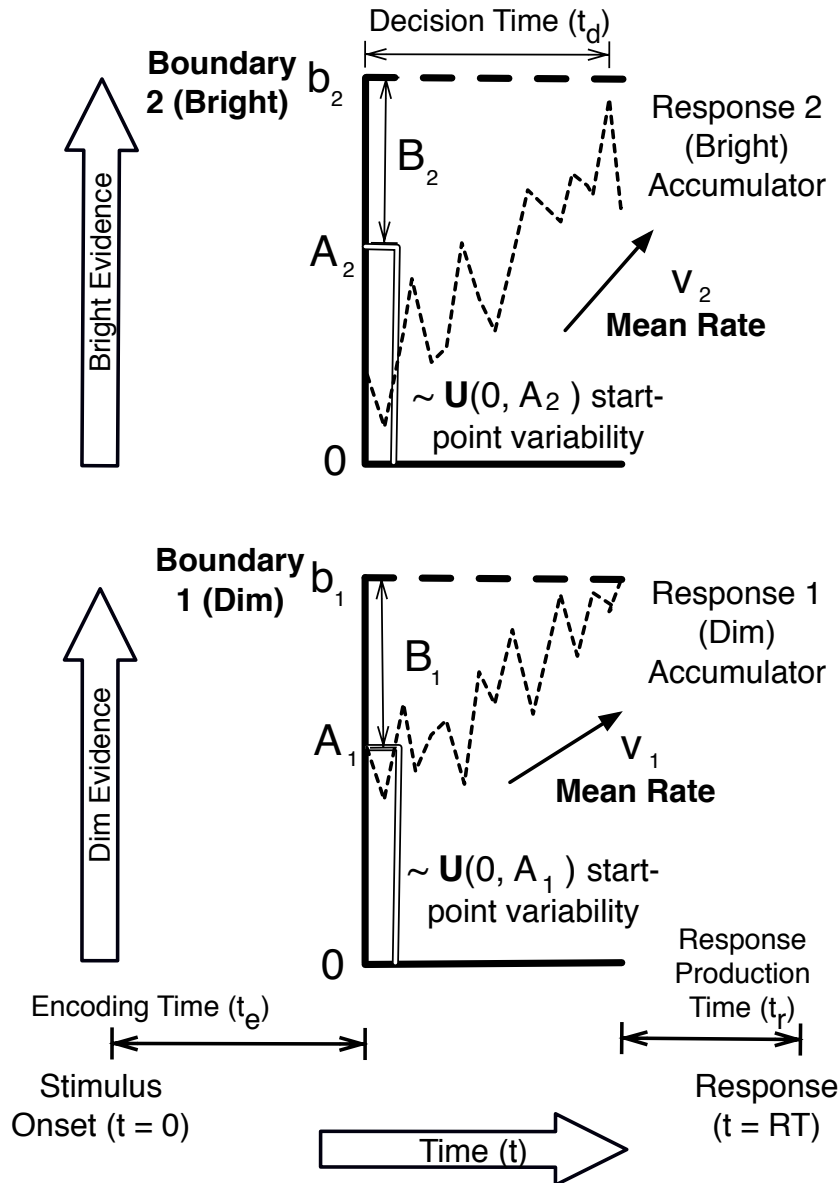 Decision Time (t_d)
Boundary
2 (Bright)
b_2
B_2
A_2
0
Bright Evidence
Response 2
(Bright)
Accumulator
v_2
Mean Rate
~ U(0, A_2 ) start-
point variability
Boundary
1 (Dim)
b_1
B_1
A_1
0
Dim Evidence
Response 1
(Dim)
Accumulator
v_1
Mean Rate
~ U(0, A_1 ) start-
point variability
Response
Production
Time (t_r)
Encoding Time (t_e)
Stimulus
Onset (t = 0)
Response
(t = RT)
Time (t)